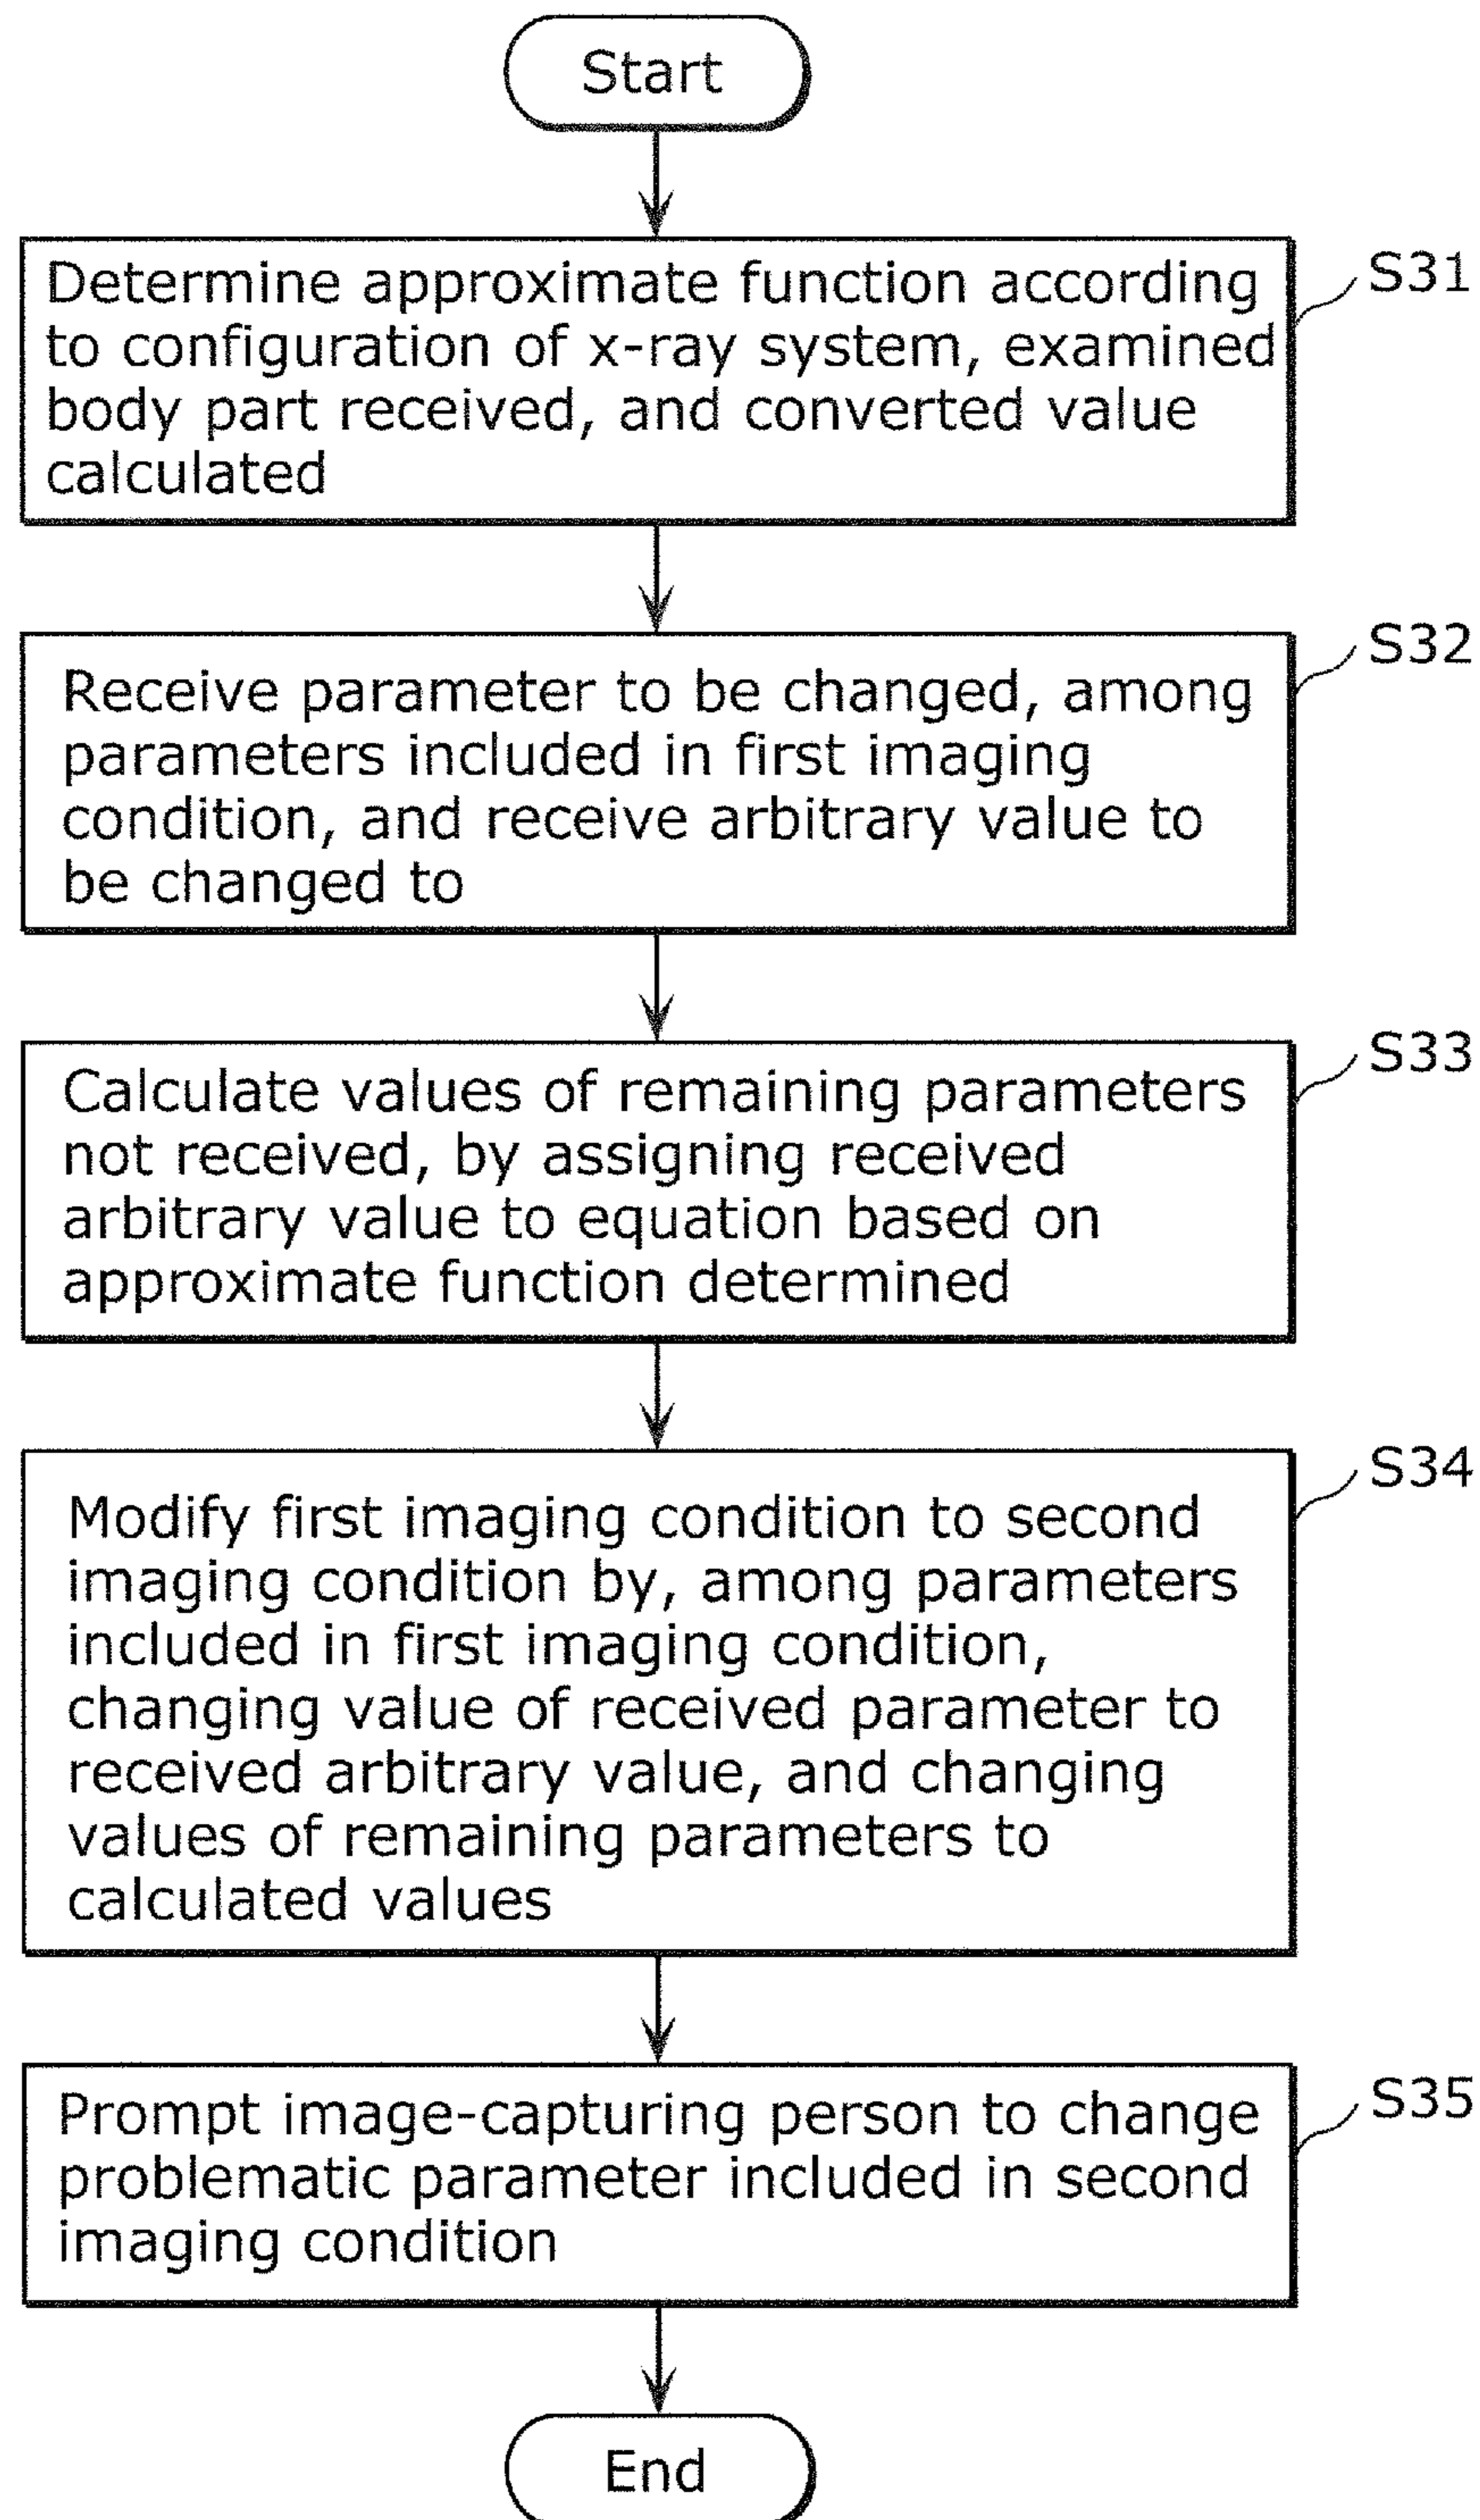 Start
Determine approximate function according
to configuration of x-ray system, examined
body part received, and converted value
calculated
S31
Receive parameter to be changed, among
parameters included in first imaging
condition, and receive arbitrary value to
be changed to
S32
Calculate values of remaining parameters
not received, by assigning received
arbitrary value to equation based on
approximate function determined
S33
Modify first imaging condition to second
imaging condition by, among parameters
included in first imaging condition,
changing value of received parameter to
received arbitrary value, and changing
values of remaining parameters to
calculated values
S34
Prompt image-capturing person to change
problematic parameter included in second
imaging condition
S35
End